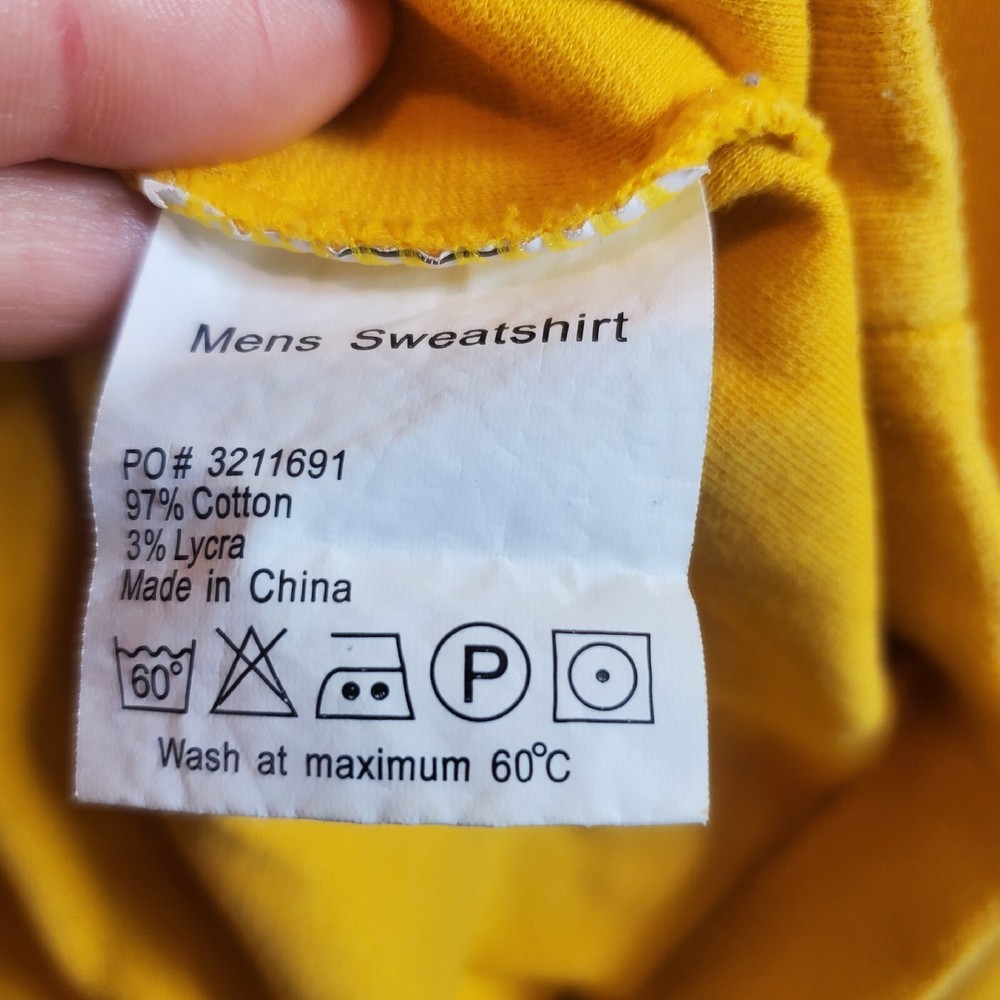 Mens Sweatshirt
PO# 3211691
97% Cotton
3% Lycra
Made in China
60° P
Wash at maximum 60°C